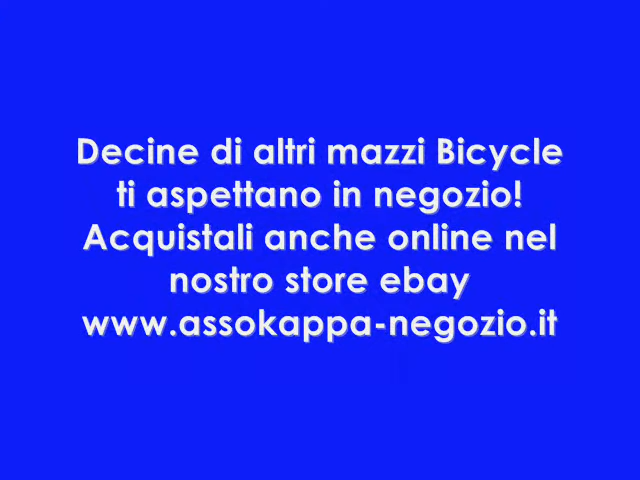 Decine di altri mazzi Bicycle
ti aspettano in negozio!
Acquistali anche online nel
nostro store ebay
www.assokappa-negozio.it